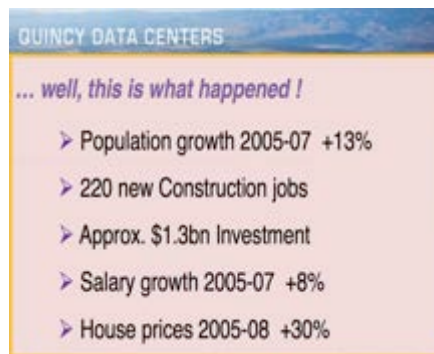 QUINCY DATA CENTERS
... well, this is what happened !
➤ Population growth 2005-07 +13%
➤ 220 new Construction jobs
➤ Approx. $1.3bn Investment
➤ Salary growth 2005-07 +8%
➤ House prices 2005-08 +30%